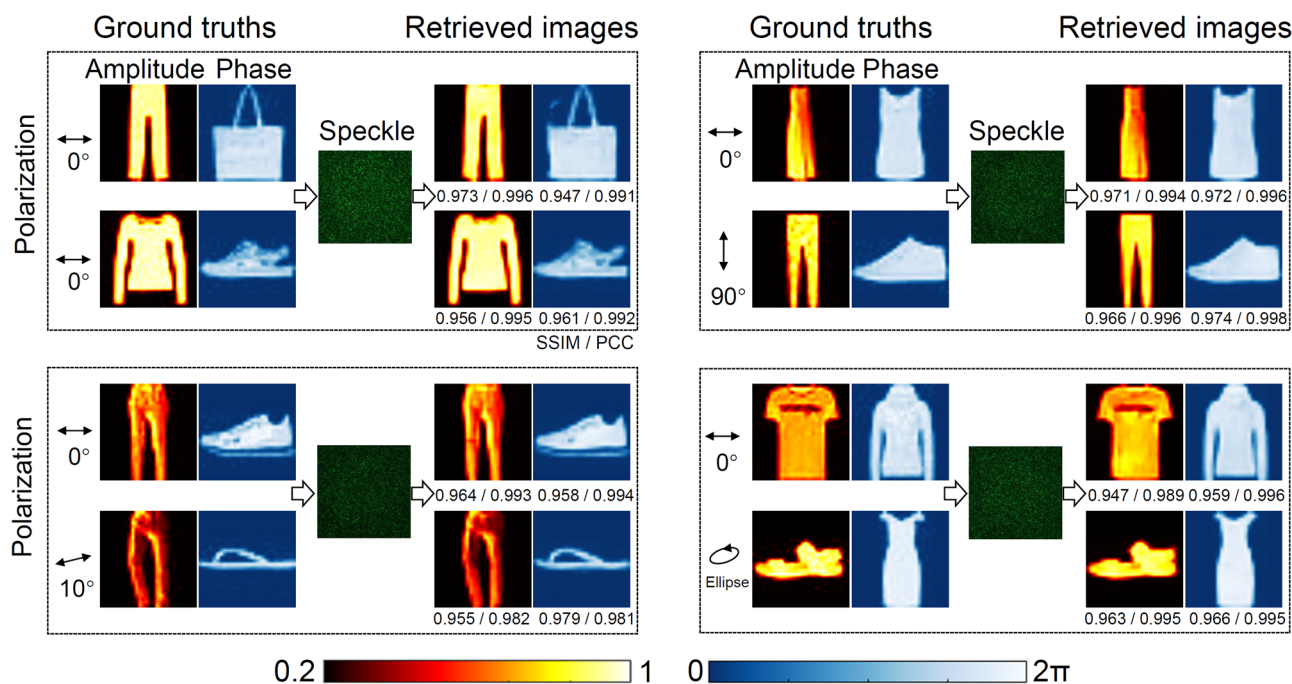 Ground truths Retrieved images
Amplitude Phase
Polarization
Speckle
0°
0.973 / 0.996 0.947 / 0.991
0°
0.956 / 0.995 0.961 / 0.992
SSIM / PCC
Ground truths Retrieved images
Amplitude Phase
Speckle
0°
0.971 / 0.994 0.972 / 0.996
90°
0.966 / 0.996 0.974 / 0.998
Polarization
0°
0.964 / 0.993 0.958 / 0.994
10°
0.955 / 0.982 0.979 / 0.981
0°
0.947 / 0.989 0.959 / 0.996
Ellipse
0.963 / 0.995 0.966 / 0.995
0.2 1 0 2π